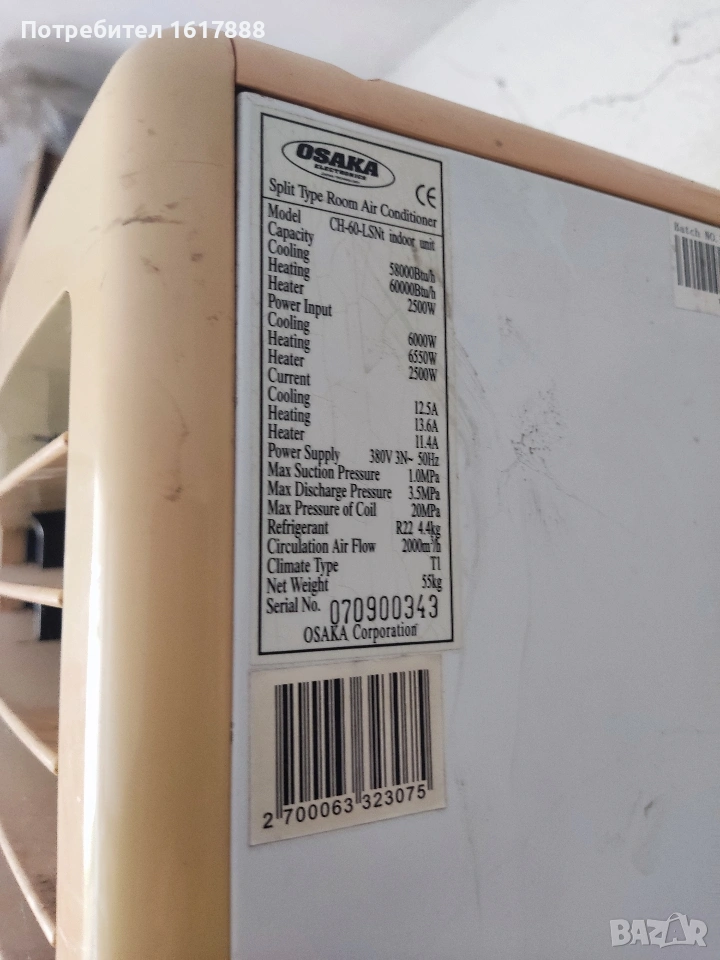 Потребител 1617888
OSAKA
ELECTRONICS
CE
Split Type Room Air Conditioner
Model CH-60-LSNt indoor unit
Capacity
Cooling 58000Btu/h
Heating 60000Btu/h
Heater 2500W
Power Input
Cooling 6000W
Heating 6550W
Heater 2500W
Current
Cooling 12.5A
Heating 13.6A
Heater 11.4A
Power Supply 380V 3N~ 50Hz
Max Suction Pressure 1.0MPa
Max Discharge Pressure 3.5MPa
Max Pressure of Coil 20MPa
Refrigerant R22 4.4kg
Circulation Air Flow 2000m³/h
Climate Type T1
Net Weight 55kg
Serial No. 070900343
OSAKA Corporation
Batch NO.
2 700063 323075
BAZAR